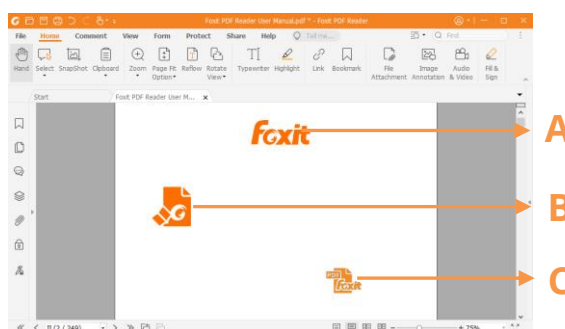 Foxit PDF Reader User Manual.pdf * - Foxit PDF Reader
File Home Comment View Form Protect Share Help Tell me... Find
Hand Select SnapShot Clipboard Zoom Page Fit Option Reflow Rotate View Typewriter Highlight Link Bookmark File Attachment Image Annotation Audio & Video Fill & Sign
Start Foxit PDF Reader User M...
foxit
A
B
PDF
foxit
C
75%